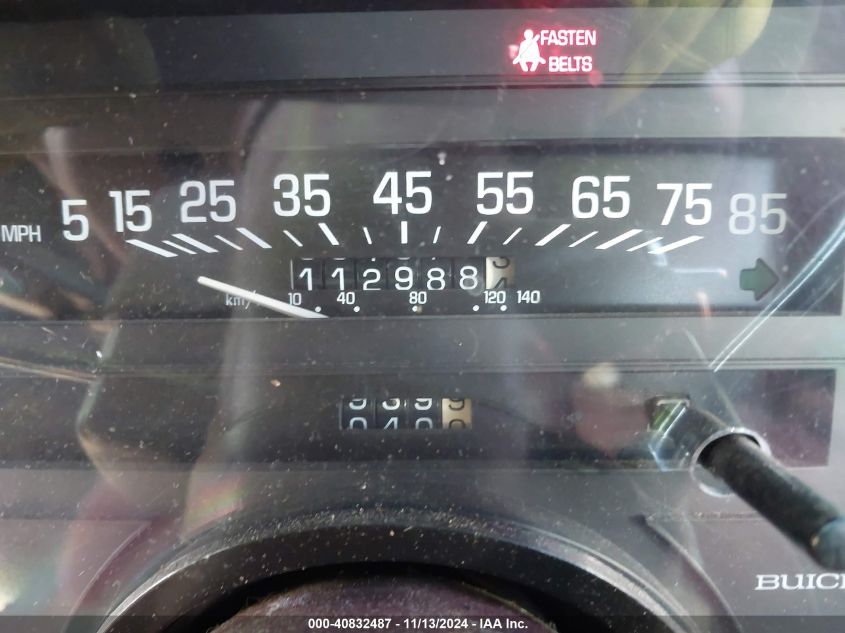 FASTEN
BELTS
MPH 5 15 25 35 45 55 65 75 85
112988
km/ 10 40 80 120 140
BUICK
000-40832487 - 11/13/2024 - IAA Inc.